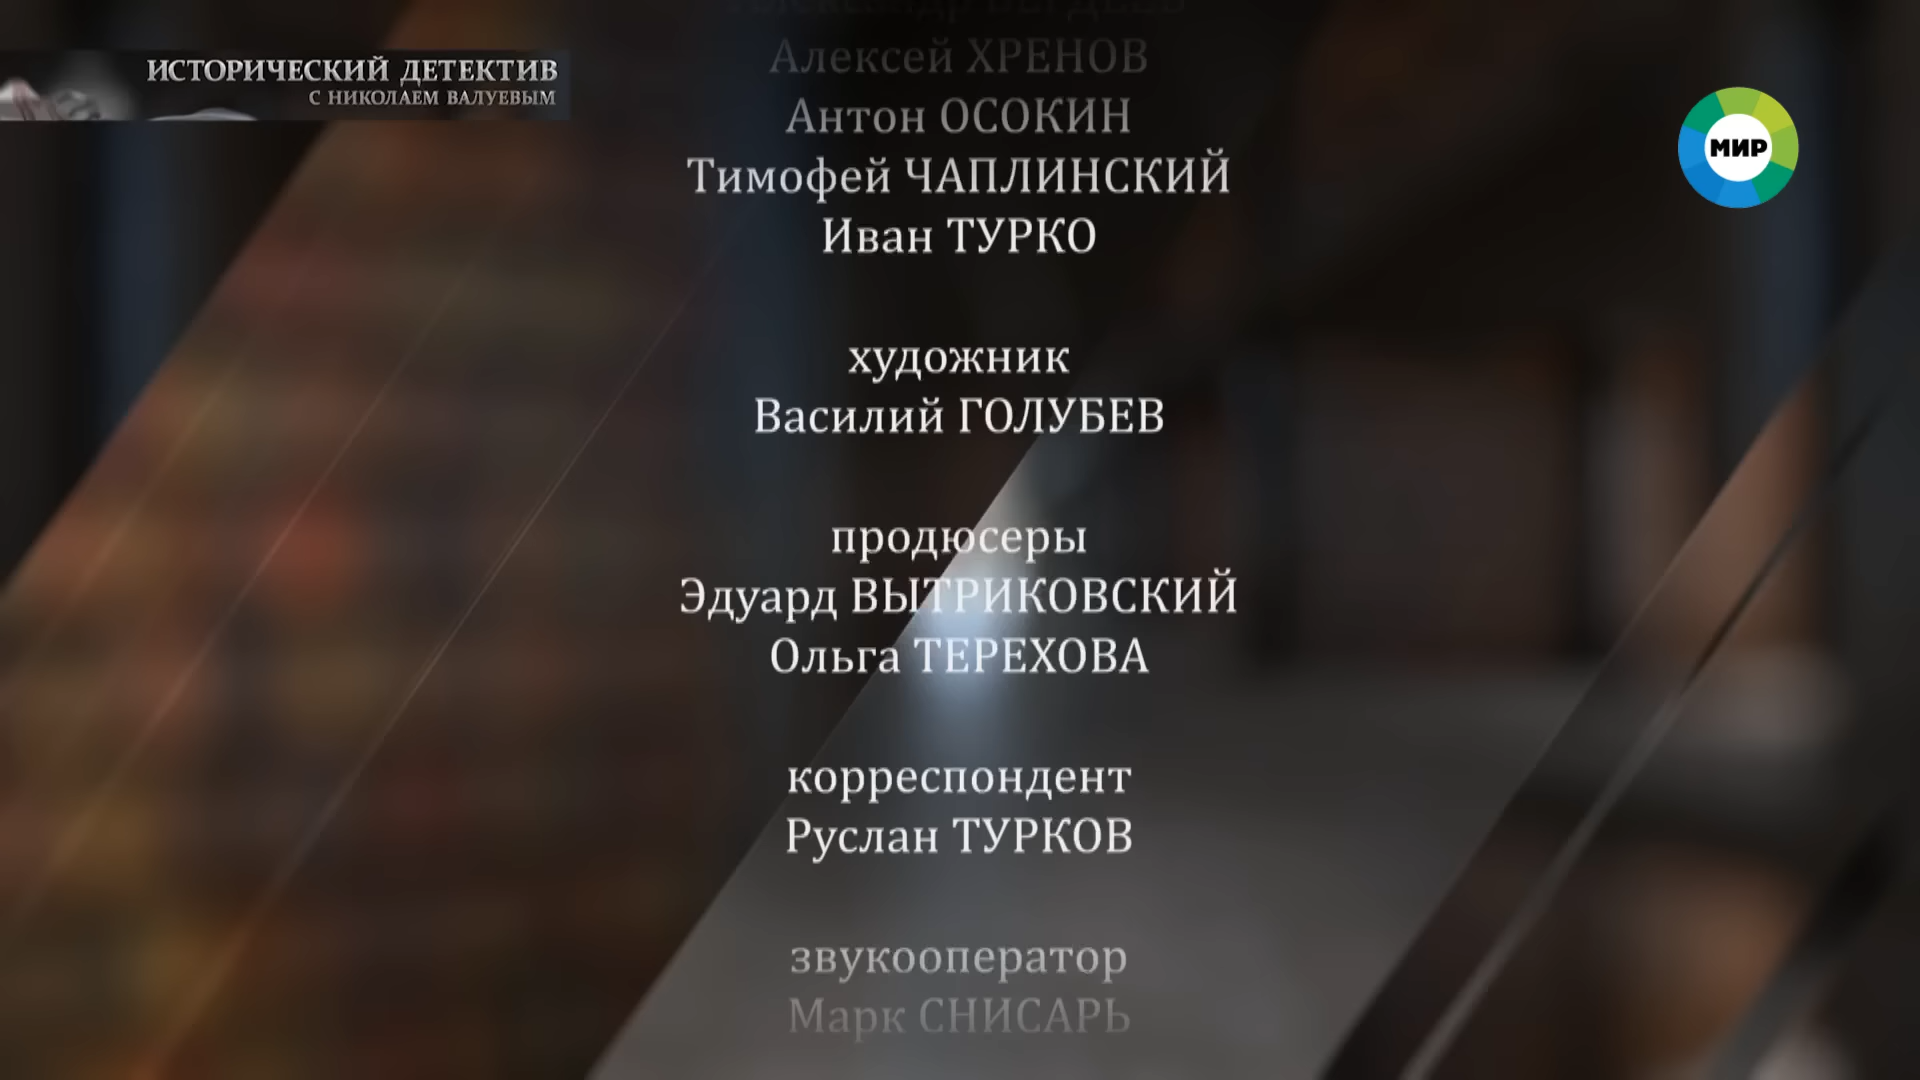 ИСТОРИЧЕСКИЙ ДЕТЕКТИВ
С НИКОЛАЕМ ВАЛУЕВЫМ
МИР
Алексей ХРЕНОВ
Антон ОСОКИН
Тимофей ЧАПЛИНСКИЙ
Иван ТУРКО
художник
Василий ГОЛУБЕВ
продюсеры
Эдуард ВЫТРИКОВСКИЙ
Ольга ТЕРЕХОВА
корреспондент
Руслан ТУРКОВ
звукооператор
Марк СНИСАРЬ